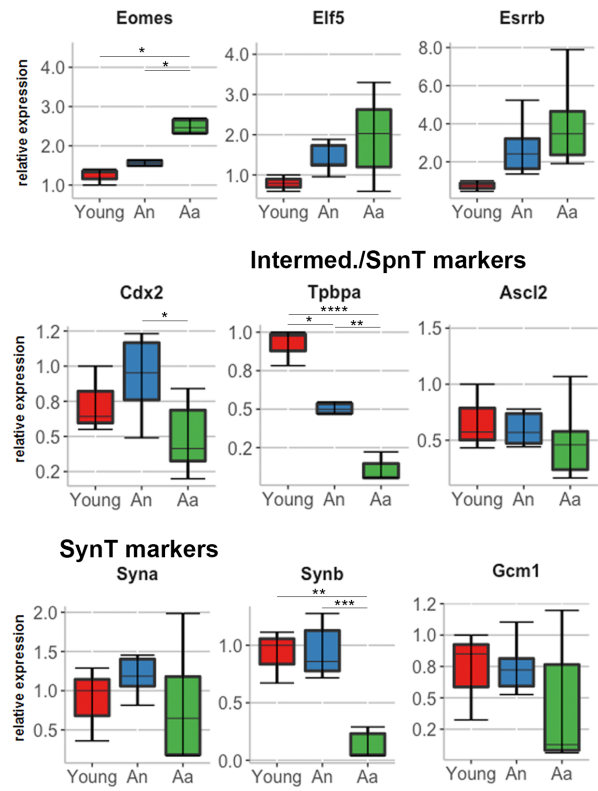 Eomes Elf5 Esrrb
relative expression
4.0
3.0
2.0
1.0
*
*
Young An Aa
4.0
3.0
2.0
1.0
Young An Aa
8.0
6.0
4.0
2.0
Young An Aa
Intermed./SpnT markers
Cdx2 Tpbpa Ascl2
relative expression
1.2
1.0
0.8
0.5
0.2
*
Young An Aa
1.0
0.8
0.5
0.2
****
* **
Young An Aa
1.5
1.0
0.5
Young An Aa
SynT markers
Syna Synb Gcm1
relative expression
2.0
1.5
1.0
0.5
Young An Aa
1.0
0.5
0.0
**
***
Young An Aa
1.2
1.0
0.8
0.5
0.2
Young An Aa